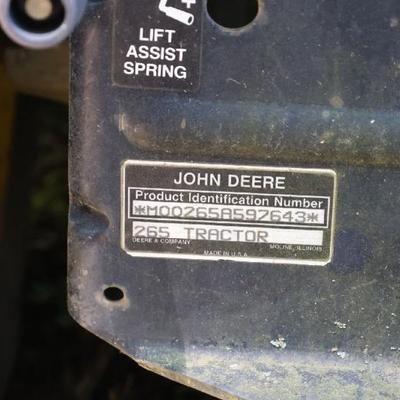 LIFT
ASSIST
SPRING
JOHN DEERE
Product Identification Number
*M00265A597643*
265 TRACTOR
DEERE & COMPANY MOLINE, ILLINOIS
MADE IN U.S.A.